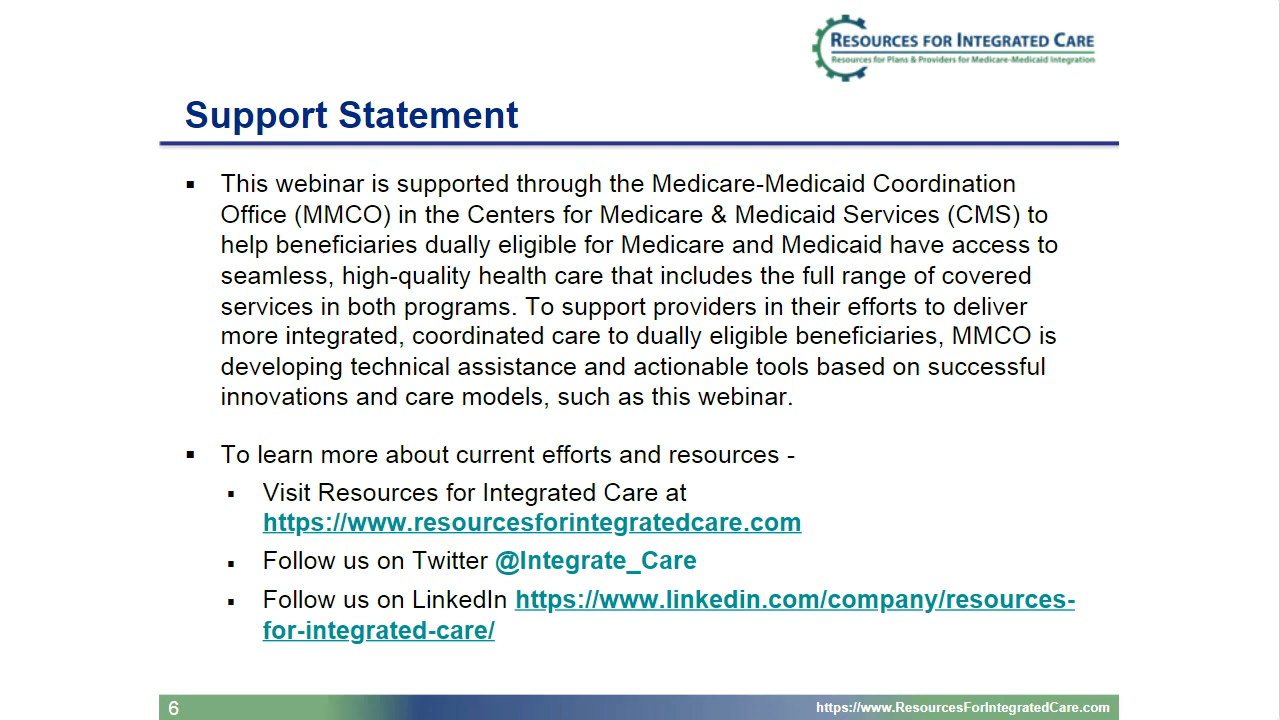 RESOURCES FOR INTEGRATED CARE
Resources for Plans & Providers for Medicare-Medicaid Integration
Support Statement
▪ This webinar is supported through the Medicare-Medicaid Coordination
Office (MMCO) in the Centers for Medicare & Medicaid Services (CMS) to
help beneficiaries dually eligible for Medicare and Medicaid have access to
seamless, high-quality health care that includes the full range of covered
services in both programs. To support providers in their efforts to deliver
more integrated, coordinated care to dually eligible beneficiaries, MMCO is
developing technical assistance and actionable tools based on successful
innovations and care models, such as this webinar.
▪ To learn more about current efforts and resources -
▪ Visit Resources for Integrated Care at
https://www.resourcesforintegratedcare.com
▪ Follow us on Twitter @Integrate_Care
▪ Follow us on LinkedIn https://www.linkedin.com/company/resources-
for-integrated-care/
6
https://www.ResourcesForIntegratedCare.com